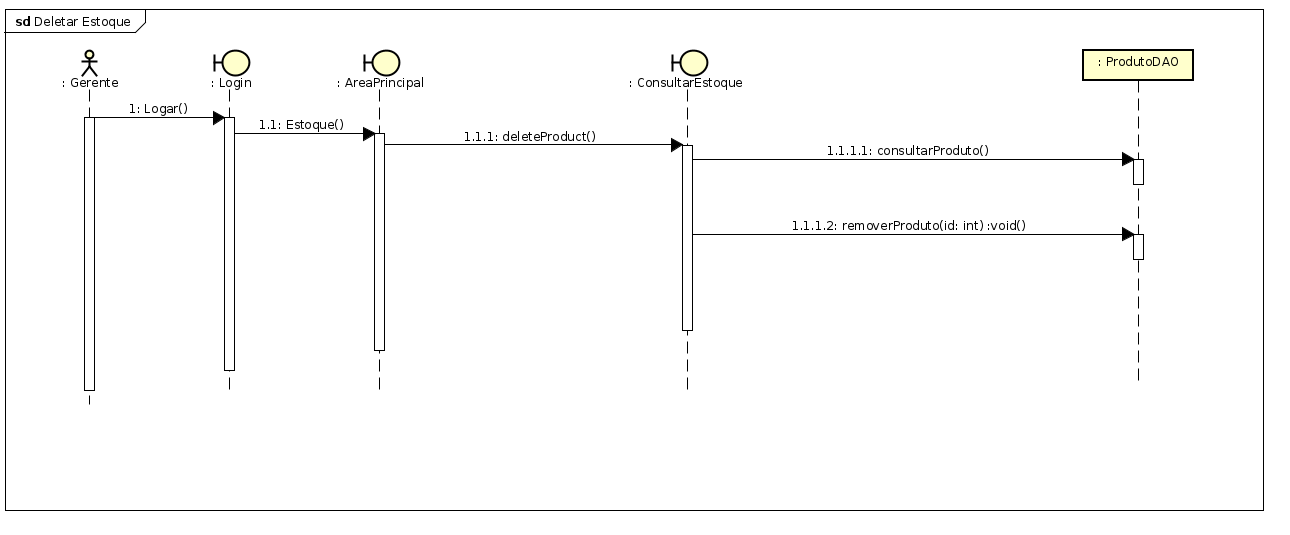 sd Deletar Estoque
: Gerente
: Login
: AreaPrincipal
: ConsultarEstoque
: ProdutoDAO
1: Logar()
1.1: Estoque()
1.1.1: deleteProduct()
1.1.1.1: consultarProduto()
1.1.1.2: removerProduto(id: int) :void()